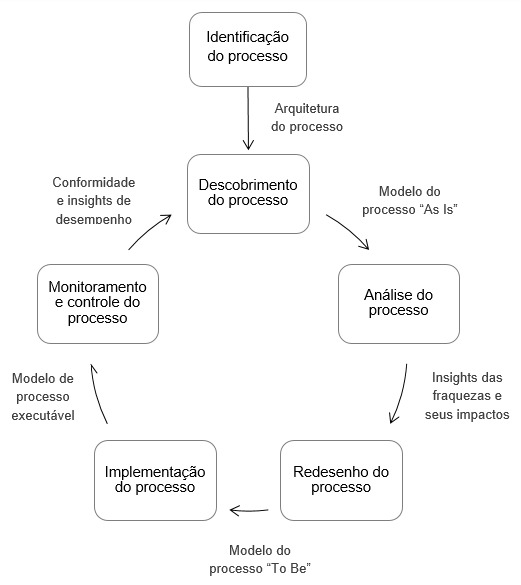 Identificação
do processo
Arquitetura
do processo
Descobrimento
do processo
Conformidade
e insights de
desempenho
Modelo do
processo “As Is”
Monitoramento
e controle do
processo
Análise do
processo
Modelo de
processo
executável
Insights das
fraquezas e
seus impactos
Implementação
do processo
Redesenho do
processo
Modelo do
processo “To Be”